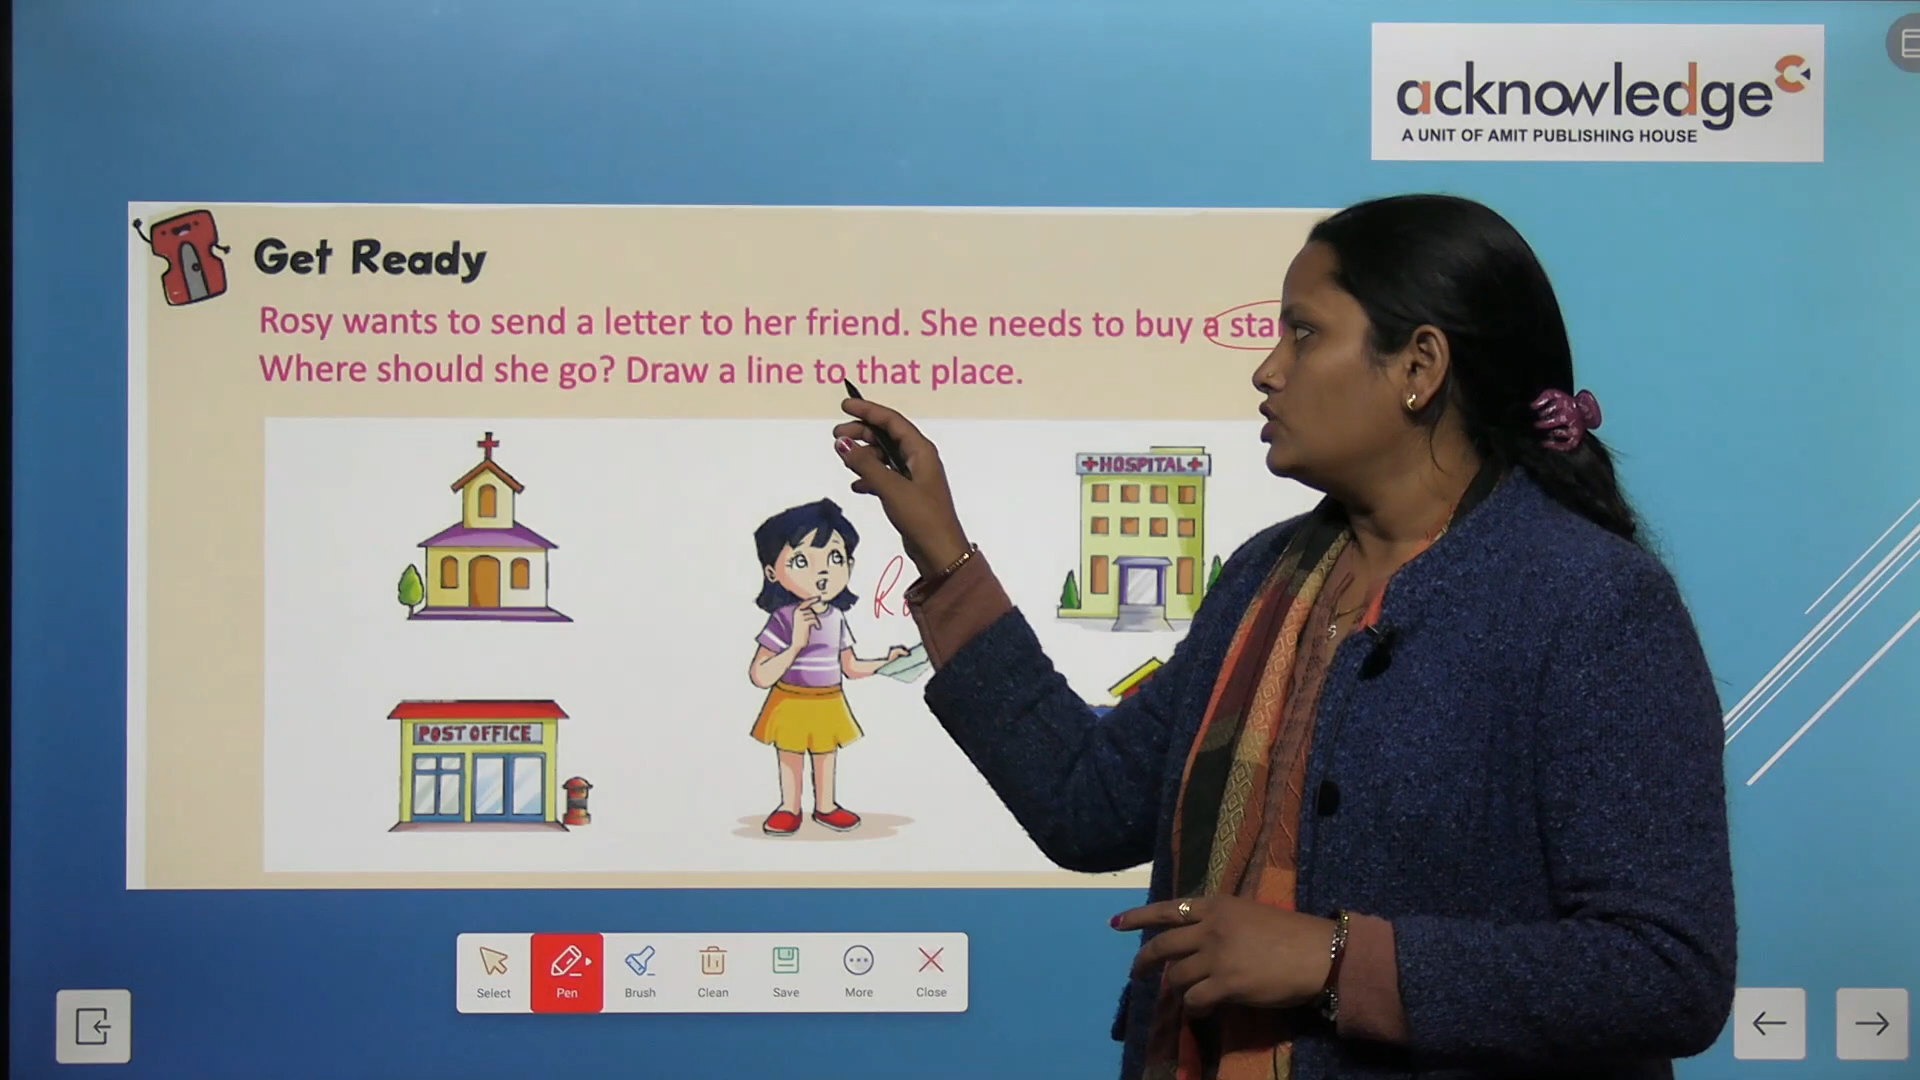 acknowledge
A UNIT OF AMIT PUBLISHING HOUSE
Get Ready
Rosy wants to send a letter to her friend. She needs to buy a
Where should she go? Draw a line to that place.
+HOSPITAL+
POST OFFICE
Select Pen Brush Clean Save More Close